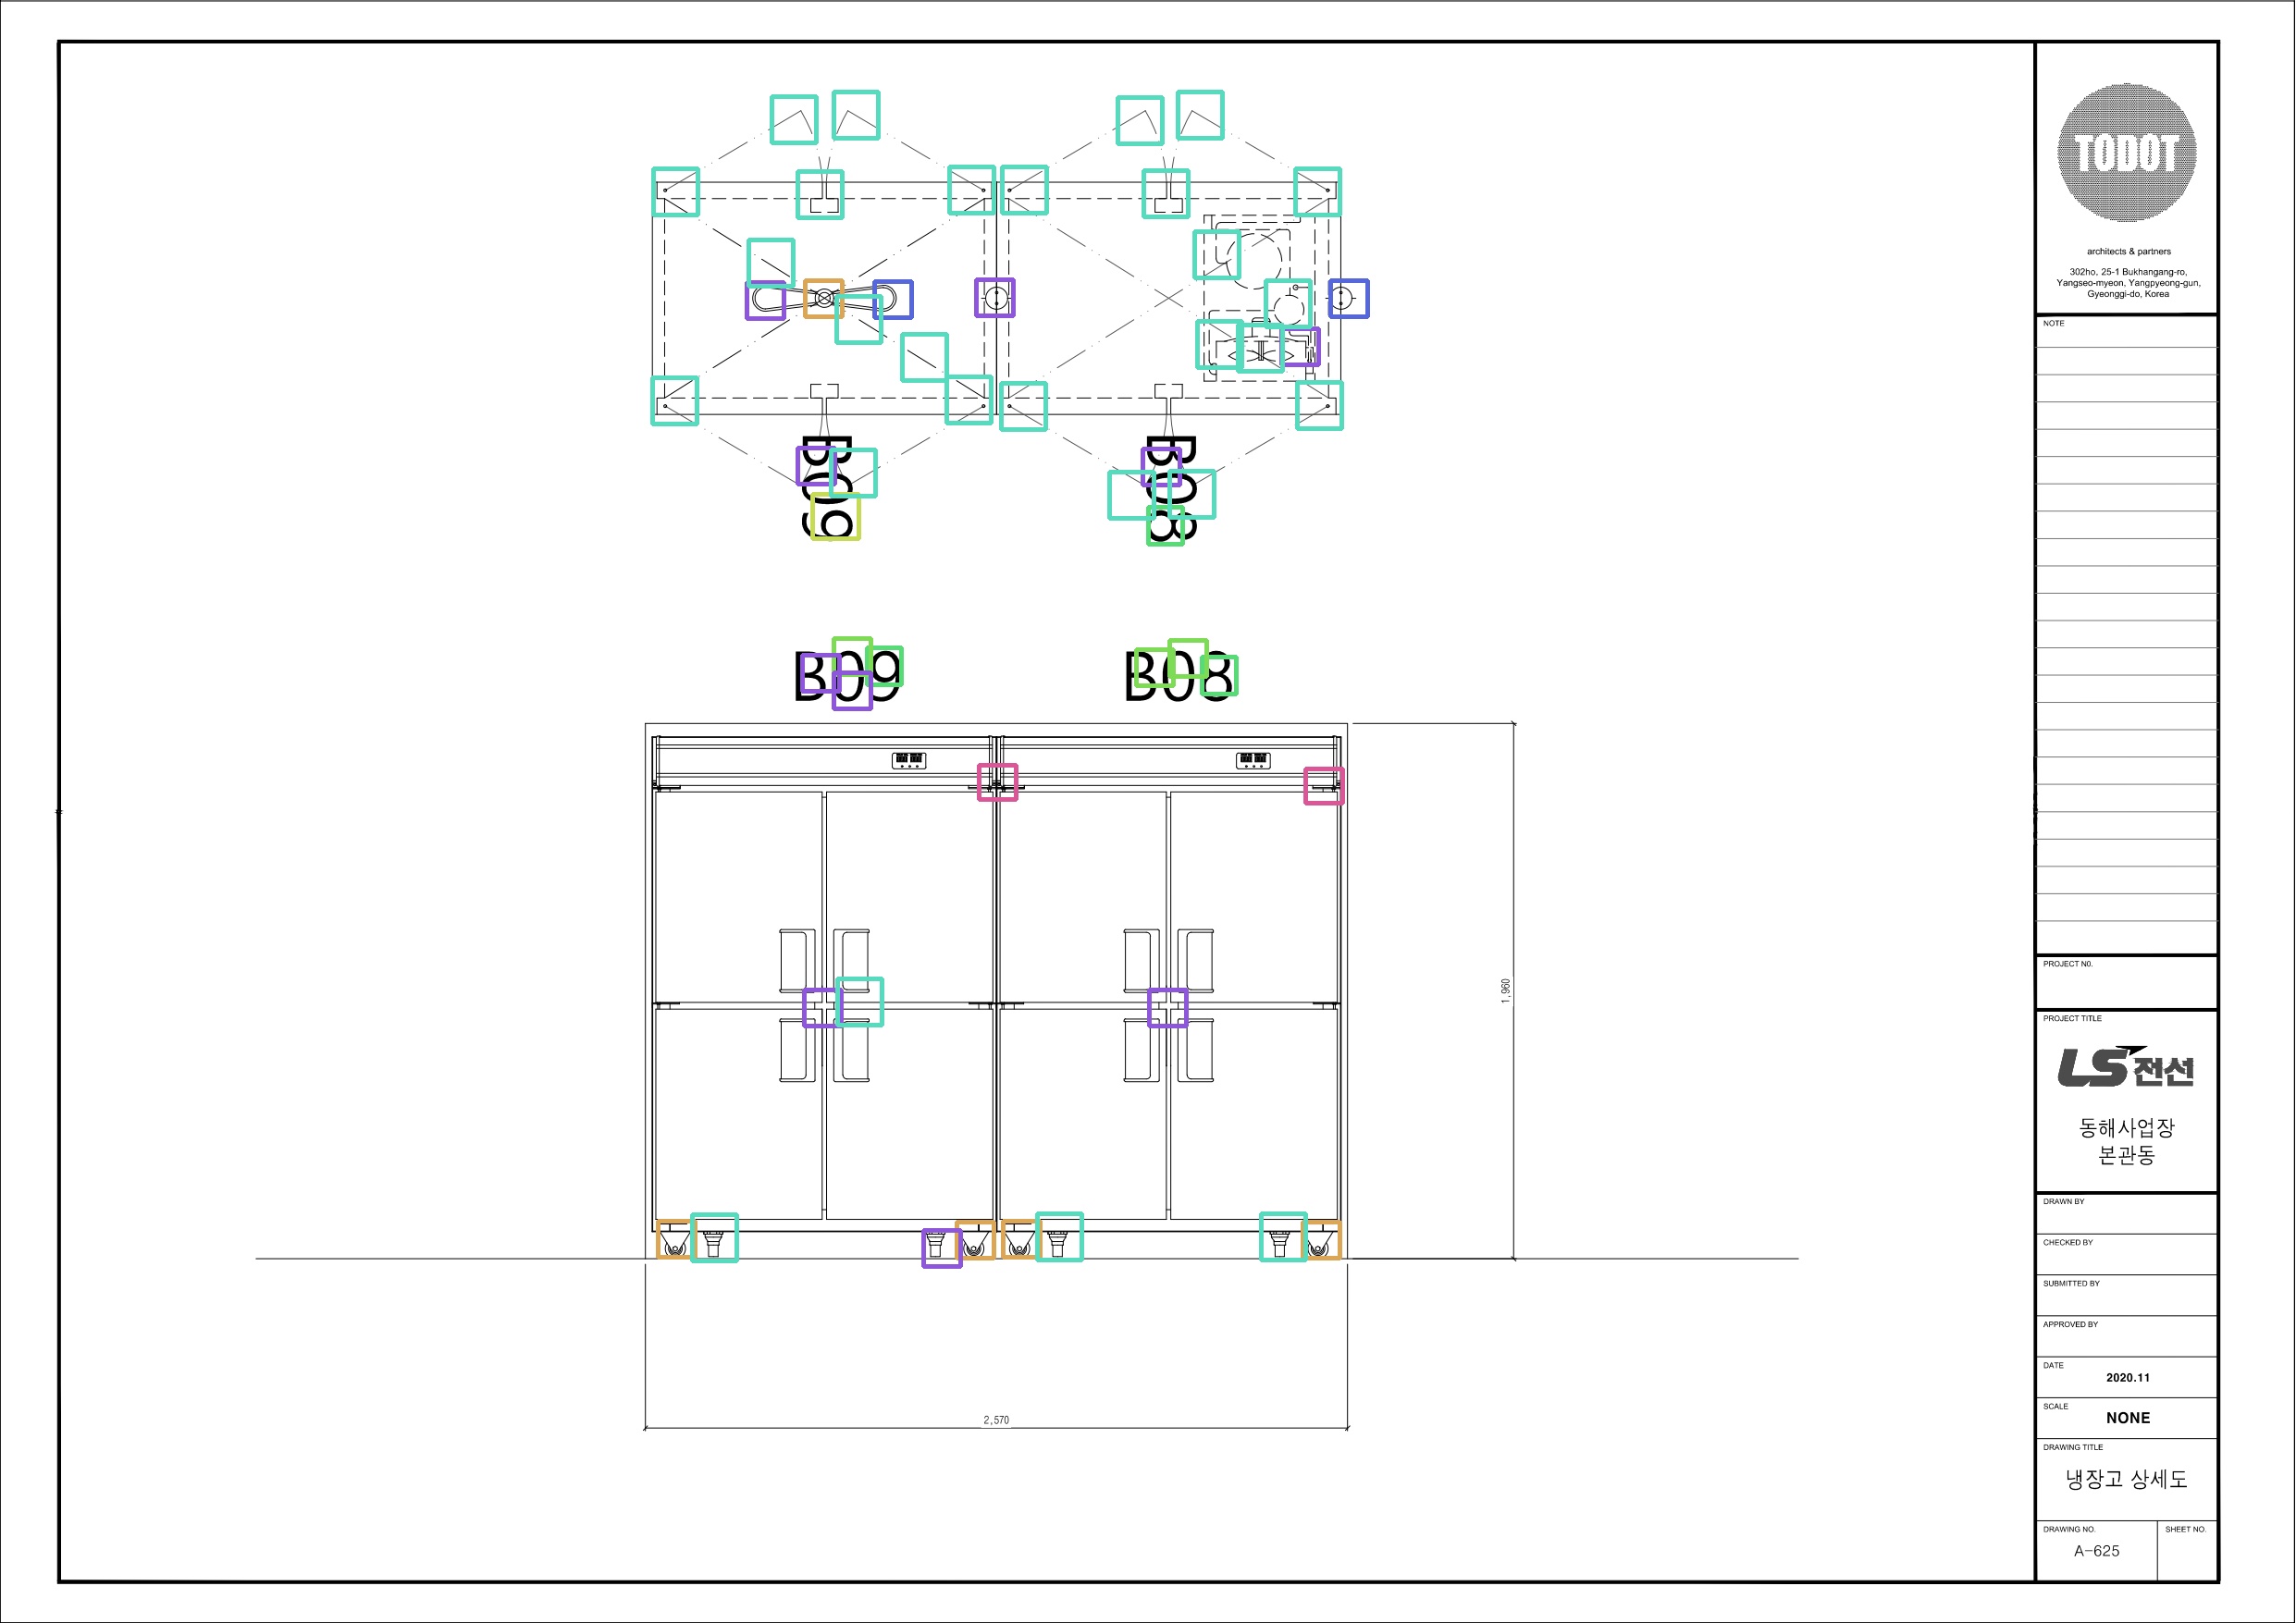 TODOT
architects & partners
302ho, 25-1 Bukhangang-ro,
Yangseo-myeon, Yangpyeong-gun,
Gyeonggi-do, Korea
NOTE
B09
B08
B09
B08
1,960
2,570
PROJECT NO.
PROJECT TITLE
LS전선
동해사업장
본관동
DRAWN BY
CHECKED BY
SUBMITTED BY
APPROVED BY
DATE
2020.11
SCALE
NONE
DRAWING TITLE
냉장고 상세도
DRAWING NO.
SHEET NO.
A-625